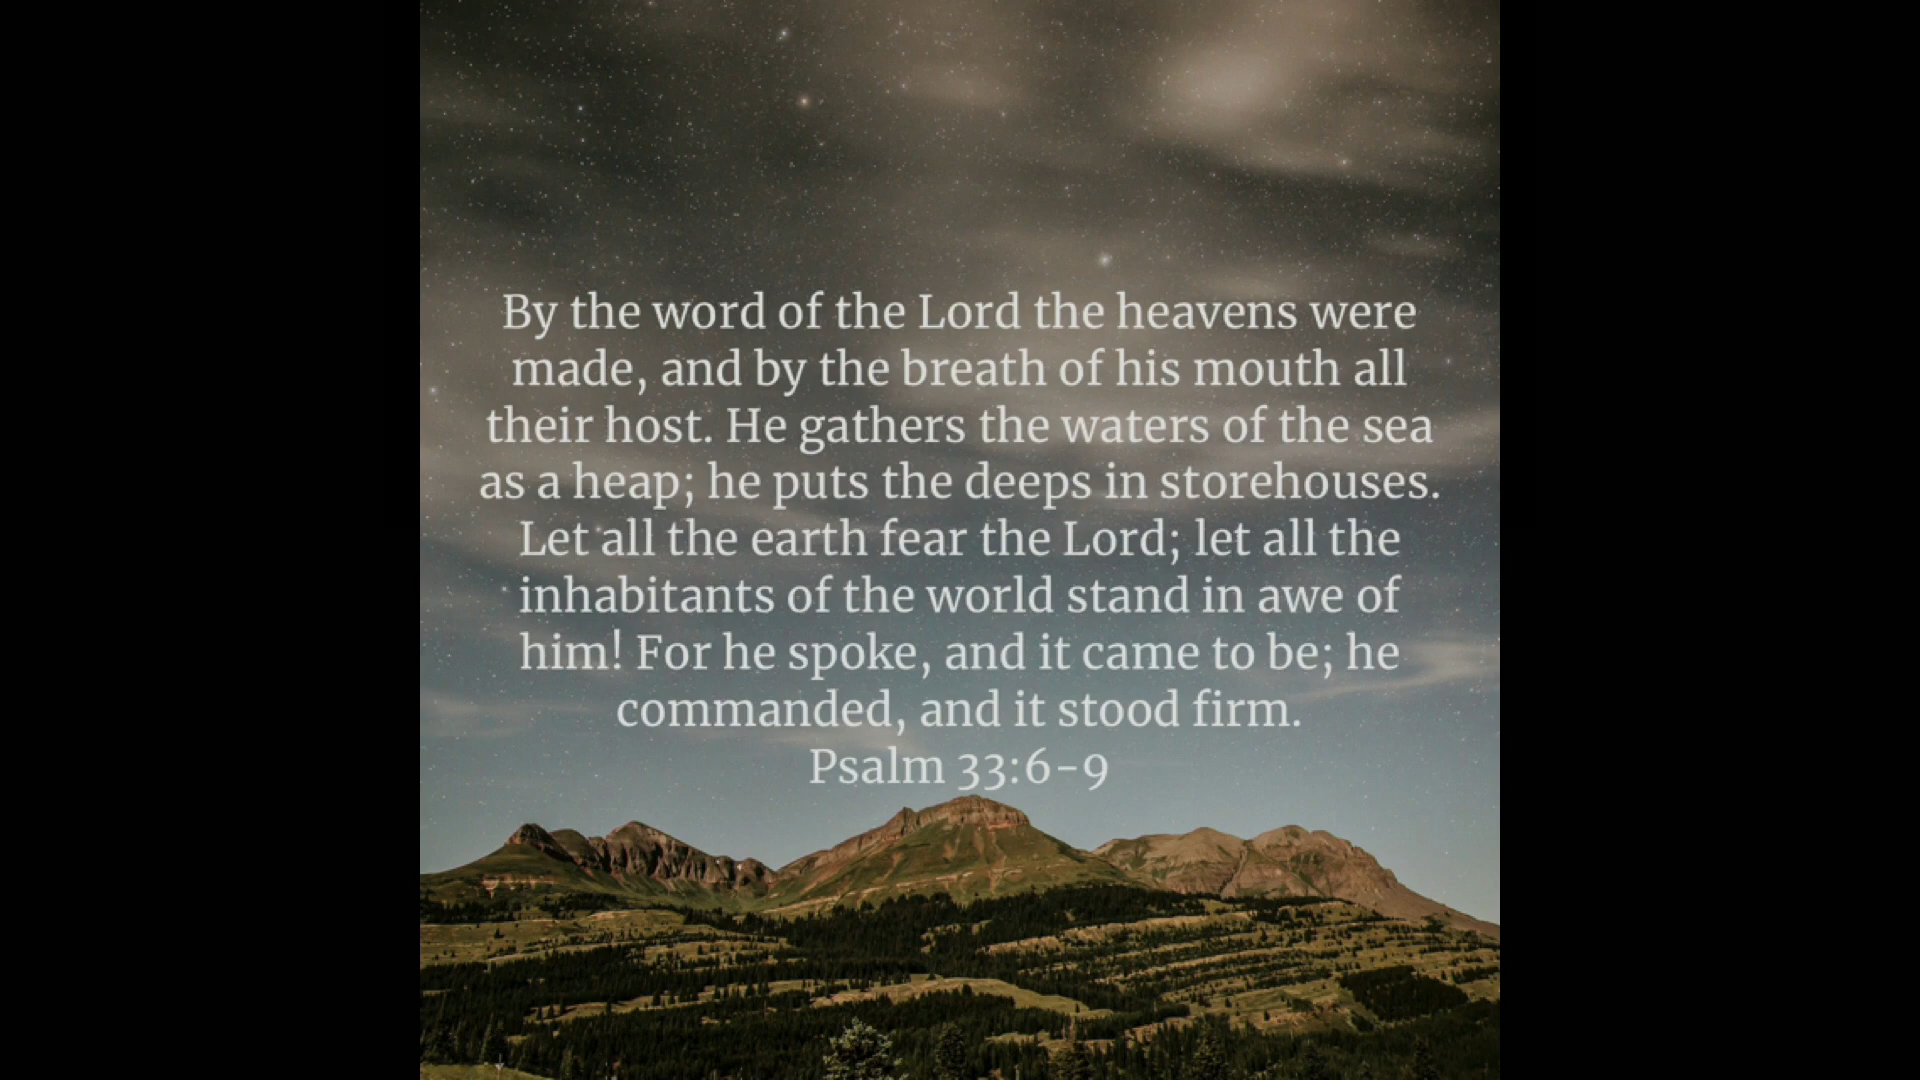 By the word of the Lord the heavens were
made, and by the breath of his mouth all
their host. He gathers the waters of the sea
as a heap; he puts the deeps in storehouses.
Let all the earth fear the Lord; let all the
inhabitants of the world stand in awe of
him! For he spoke, and it came to be; he
commanded, and it stood firm.
Psalm 33:6-9